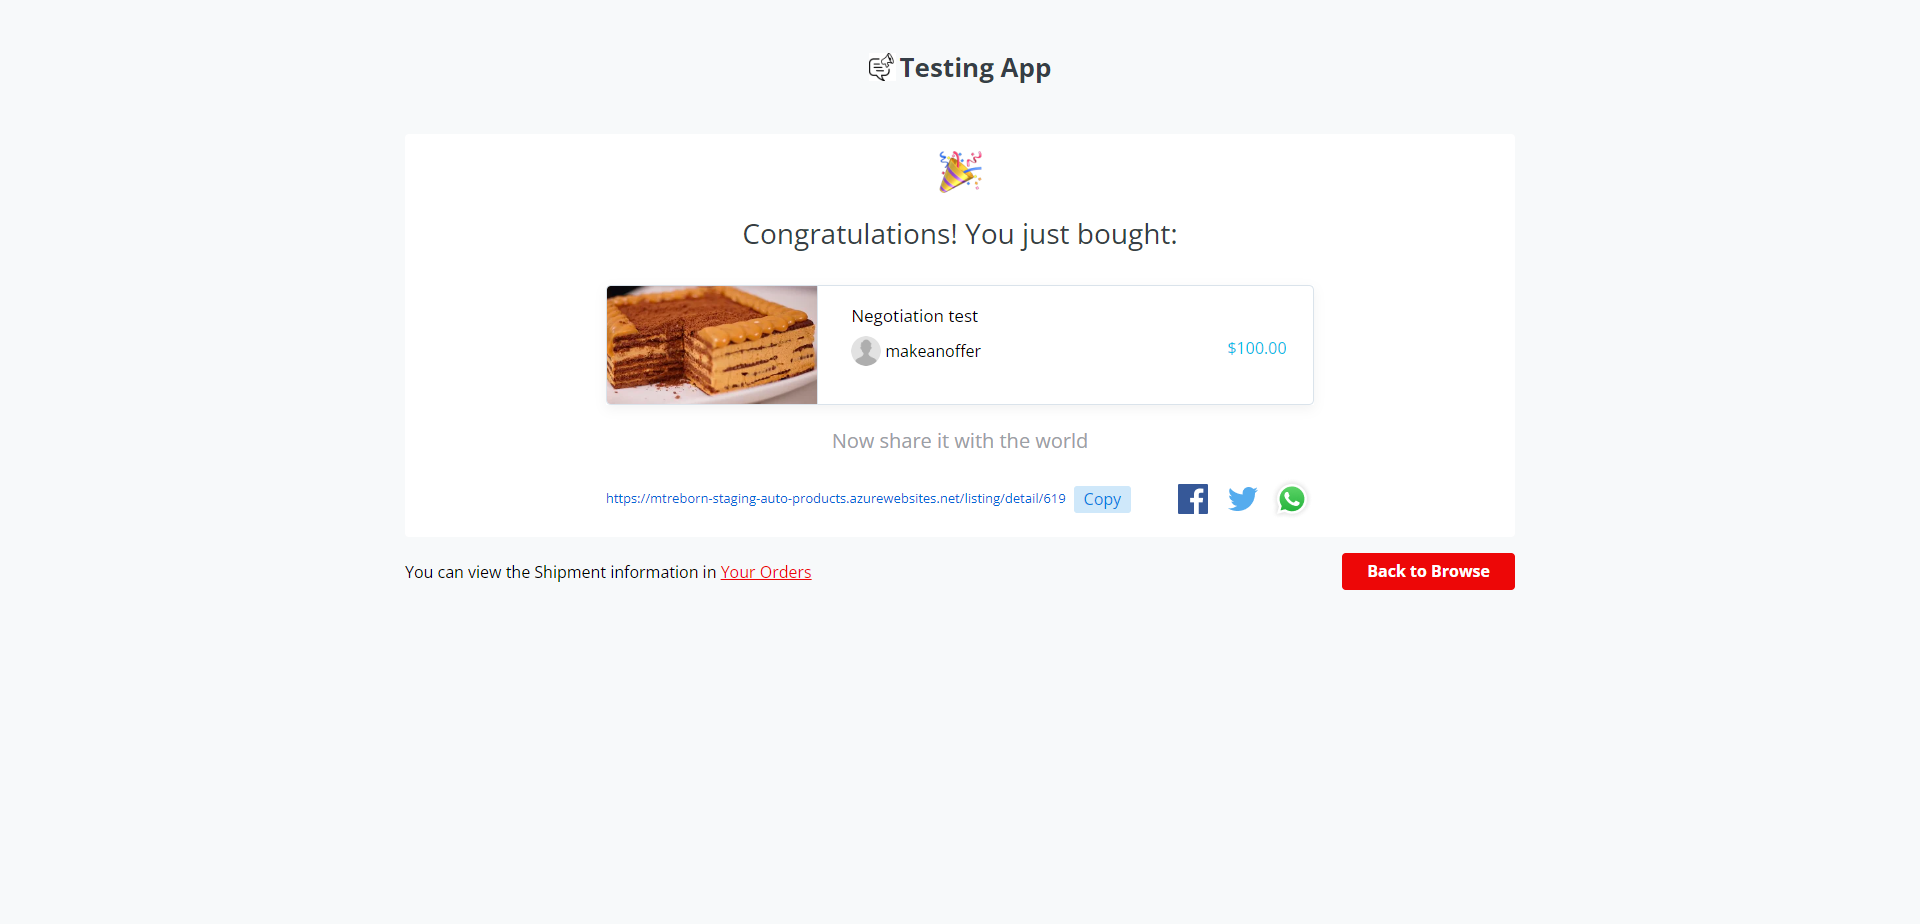 Testing App
Congratulations! You just bought:
Negotiation test
makeanoffer
$100.00
Now share it with the world
https://mtreborn-staging-auto-products.azurewebsites.net/listing/detail/619 Copy
You can view the Shipment information in Your Orders
Back to Browse